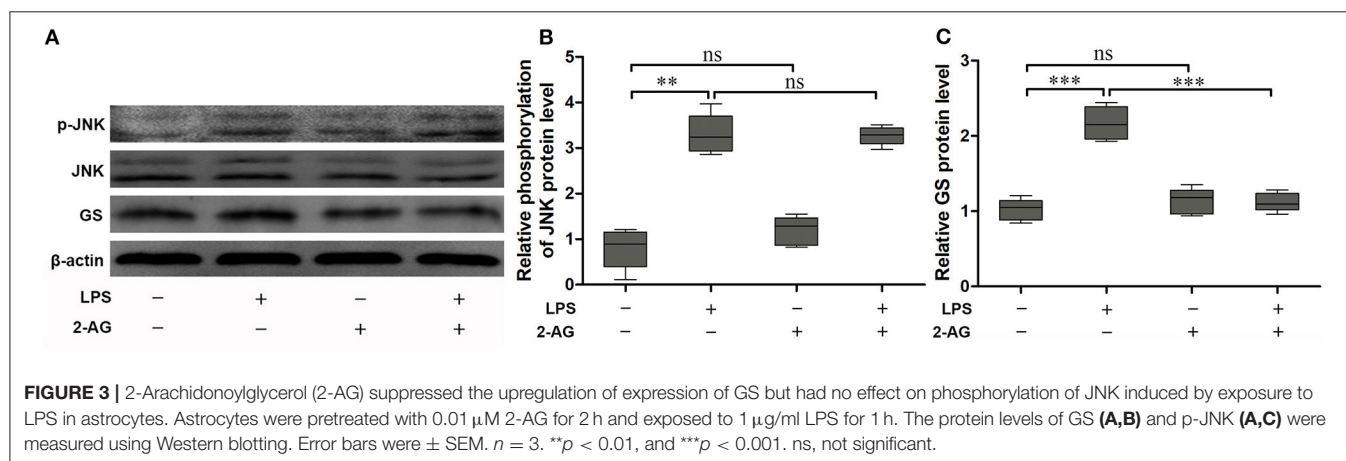 A
p-JNK
JNK
GS
β-actin
LPS − + − +
2-AG − − + +
B
Relative phosphorylation
of JNK protein level
5
4
3
2
1
0
ns
**
ns
LPS − + − +
2-AG − − + +
C
Relative GS protein level
3
2
1
0
ns
***
***
LPS − + − +
2-AG − − + +
FIGURE 3 | 2-Arachidonoylglycerol (2-AG) suppressed the upregulation of expression of GS but had no effect on phosphorylation of JNK induced by exposure to
LPS in astrocytes. Astrocytes were pretreated with 0.01 μM 2-AG for 2 h and exposed to 1 μg/ml LPS for 1 h. The protein levels of GS (A,B) and p-JNK (A,C) were
measured using Western blotting. Error bars were ± SEM. n = 3. **p < 0.01, and ***p < 0.001. ns, not significant.